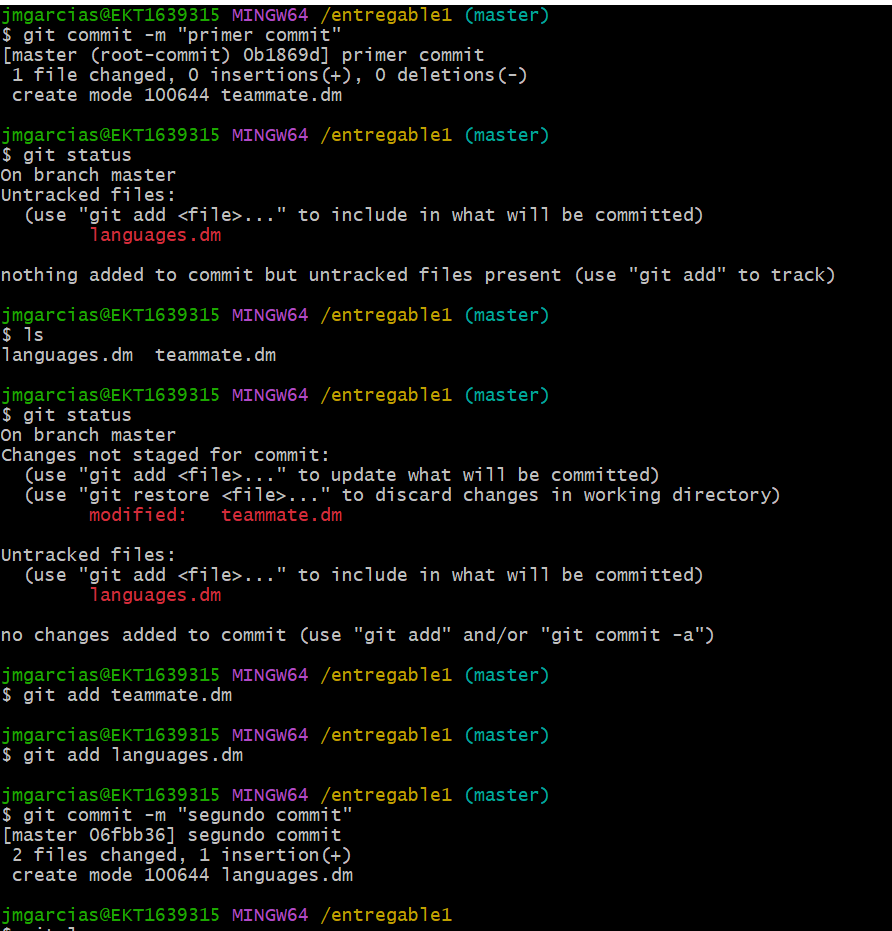 jmgarcias@EKT1639315 MINGW64 /entregable1 (master)
$ git commit -m "primer commit"
[master (root-commit) 0b1869d] primer commit
 1 file changed, 0 insertions(+), 0 deletions(-)
 create mode 100644 teammate.dm

jmgarcias@EKT1639315 MINGW64 /entregable1 (master)
$ git status
On branch master
Untracked files:
  (use "git add <file>..." to include in what will be committed)
        languages.dm

nothing added to commit but untracked files present (use "git add" to track)

jmgarcias@EKT1639315 MINGW64 /entregable1 (master)
$ ls
languages.dm  teammate.dm

jmgarcias@EKT1639315 MINGW64 /entregable1 (master)
$ git status
On branch master
Changes not staged for commit:
  (use "git add <file>..." to update what will be committed)
  (use "git restore <file>..." to discard changes in working directory)
        modified:   teammate.dm

Untracked files:
  (use "git add <file>..." to include in what will be committed)
        languages.dm

no changes added to commit (use "git add" and/or "git commit -a")

jmgarcias@EKT1639315 MINGW64 /entregable1 (master)
$ git add teammate.dm

jmgarcias@EKT1639315 MINGW64 /entregable1 (master)
$ git add languages.dm

jmgarcias@EKT1639315 MINGW64 /entregable1 (master)
$ git commit -m "segundo commit"
[master 06fbb36] segundo commit
 2 files changed, 1 insertion(+)
 create mode 100644 languages.dm

jmgarcias@EKT1639315 MINGW64 /entregable1